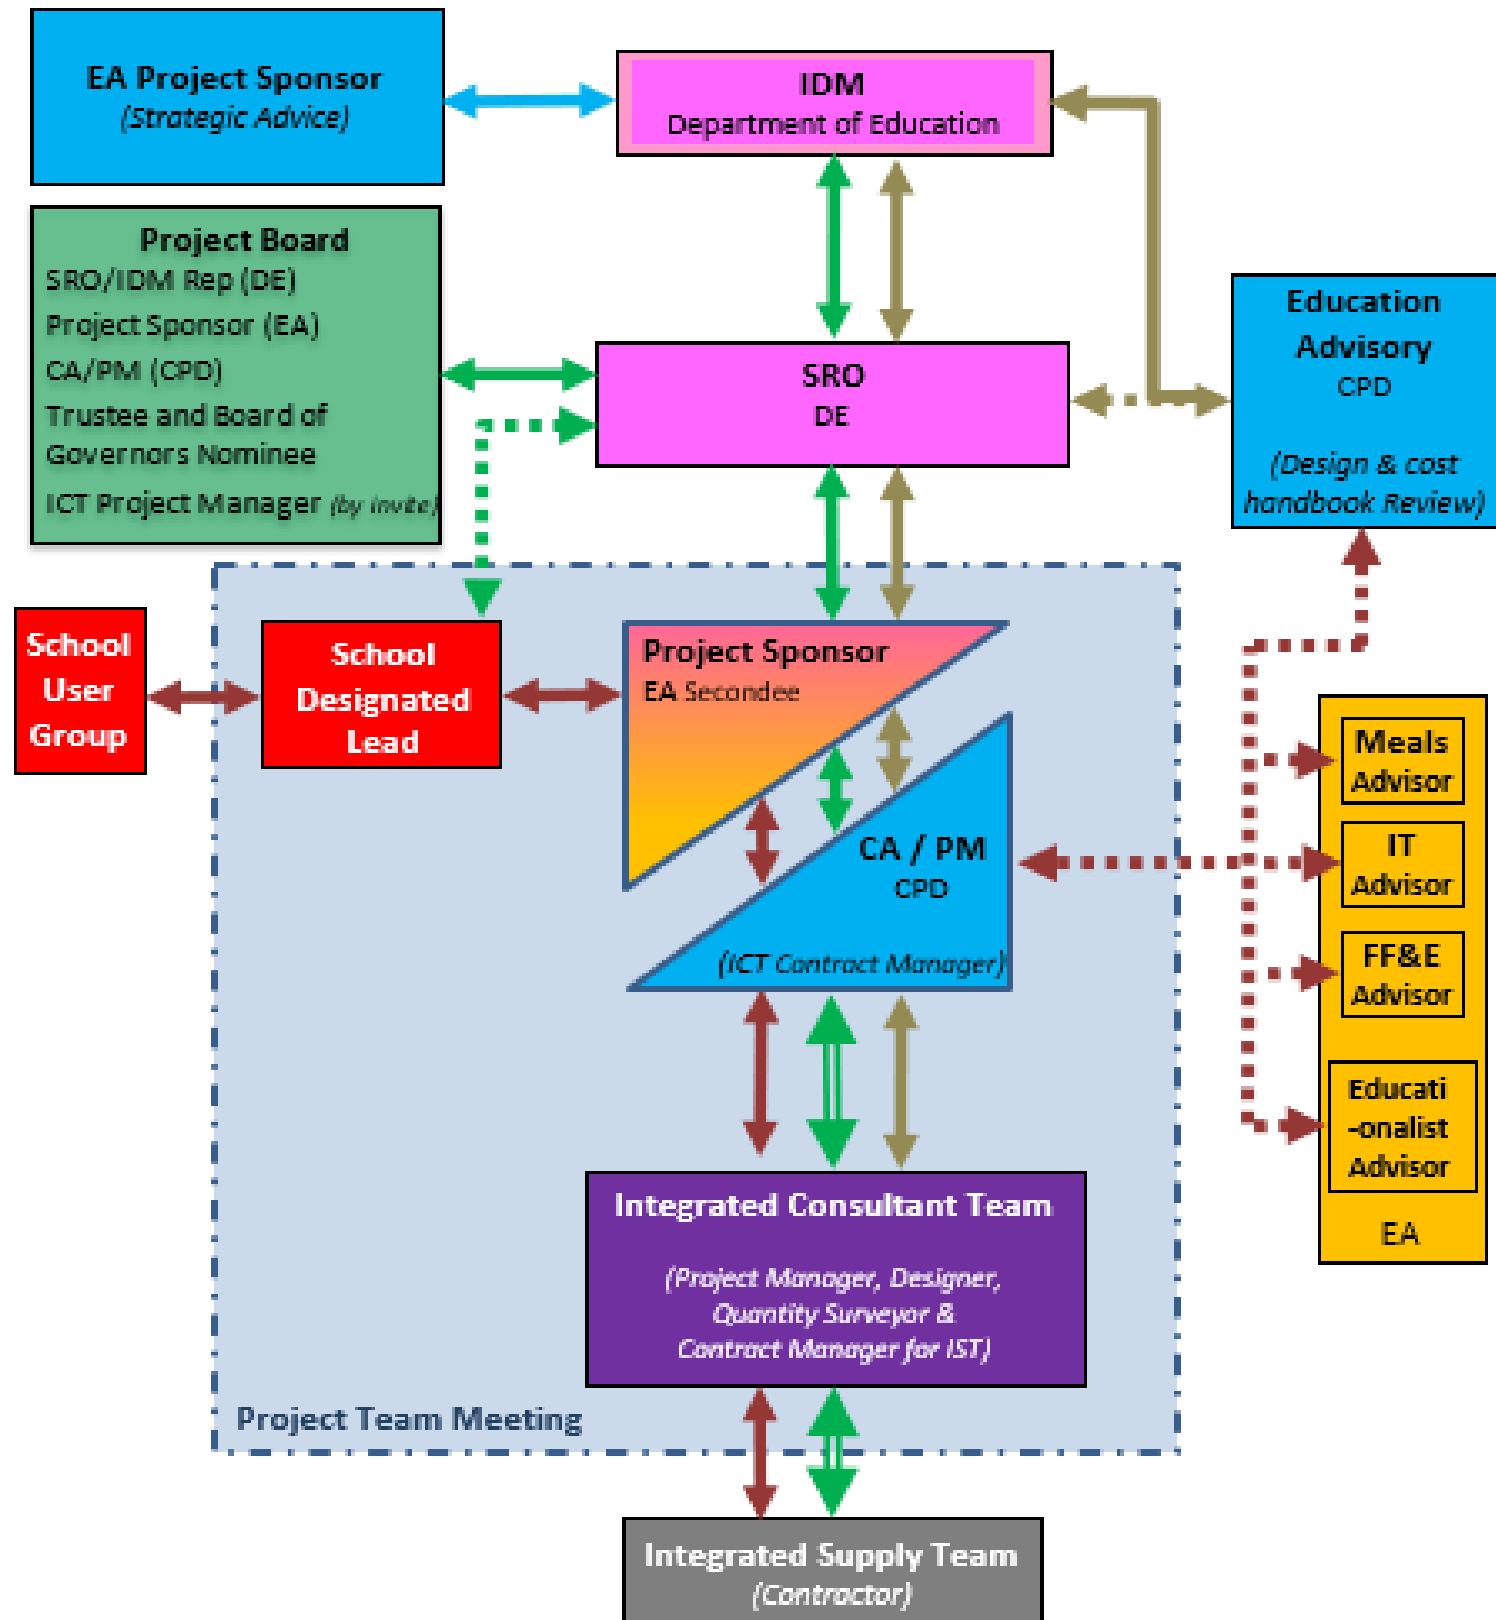 EA Project Sponsor
(Strategic Advice)
IDM
Department of Education
Project Board
SRO/IDM Rep (DE)
Project Sponsor (EA)
CA/PM (CPD)
Trustee and Board of
Governors Nominee
ICT Project Manager (by invite)
SRO
DE
Education
Advisory
CPD
(Design & cost
handbook Review)
School
User
Group
School
Designated
Lead
Project Sponsor
EA Secondee
CA / PM
CPD
(ICT Contract Manager)
Meals
Advisor
IT
Advisor
FF&E
Advisor
Educati
-onalist
Advisor
EA
Integrated Consultant Team
(Project Manager, Designer,
Quantity Surveyor &
Contract Manager for IST)
Project Team Meeting
Integrated Supply Team
(Contractor)